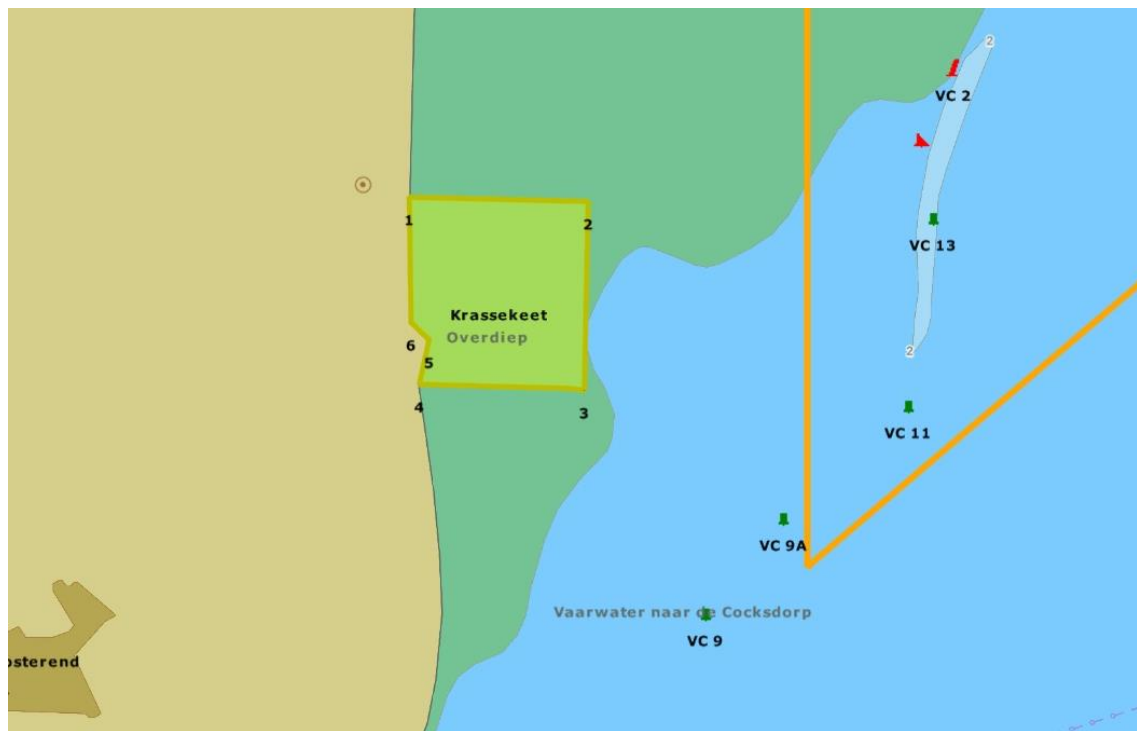 2
VC 2
1
2
VC 13
Krassekeet
Overdiep
6
2
5
4
3
VC 11
VC 9A
Vaarwater naar de Cocksdorp
VC 9
osterend